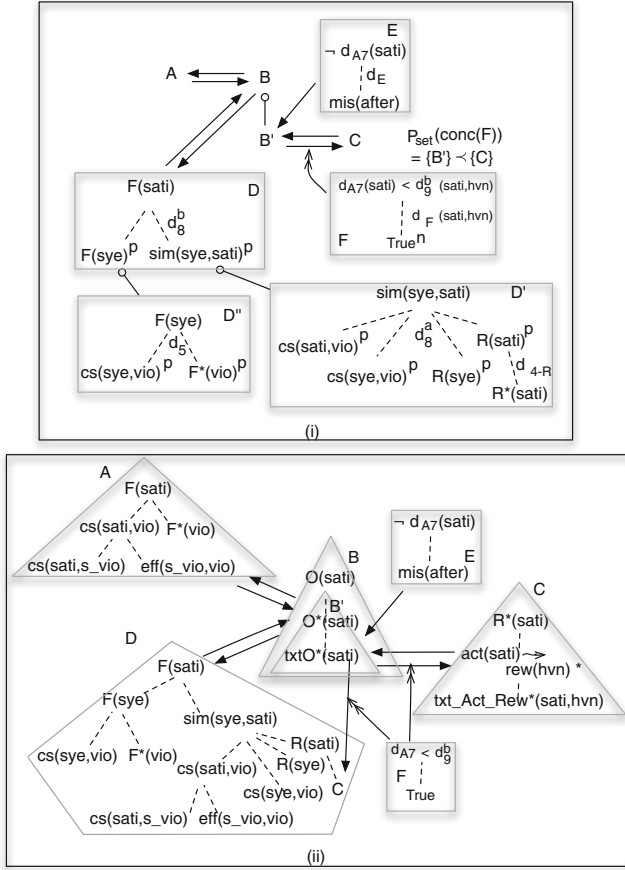 E
¬ d_A7(sati)
d_E
mis(after)
A
B
B'
C
P_set(conc(F))
= {B'} ≺ {C}
F(sati)
D
d_8^b
F(sye)^p sim(sye,sati)^p
d_A7(sati) < d_9^b (sati,hvn)
d_F (sati,hvn)
F
True^n
F(sye)
D''
d_5
cs(sye,vio)^p F*(vio)^p
sim(sye,sati)
D'
cs(sati,vio)^p
d_8^a
R(sati)^p
cs(sye,vio)^p
R(sye)^p
d_4-R
R*(sati)
(i)
A
F(sati)
cs(sati,vio)
F*(vio)
cs(sati,s_vio) eff(s_vio,vio)
B
O(sati)
B'
O*(sati)
txtO*(sati)
¬ d_A7(sati)
E
mis(after)
C
R*(sati)
act(sati) ⤳
rew(hvn) *
txt_Act_Rew*(sati,hvn)
D
F(sati)
F(sye)
sim(sye,sati)
cs(sye,vio)
F*(vio)
R(sati)
cs(sati,vio)
R(sye)
cs(sye,vio)
C
cs(sati,s_vio) eff(s_vio,vio)
d_A7 < d_9^b
F
True
(ii)